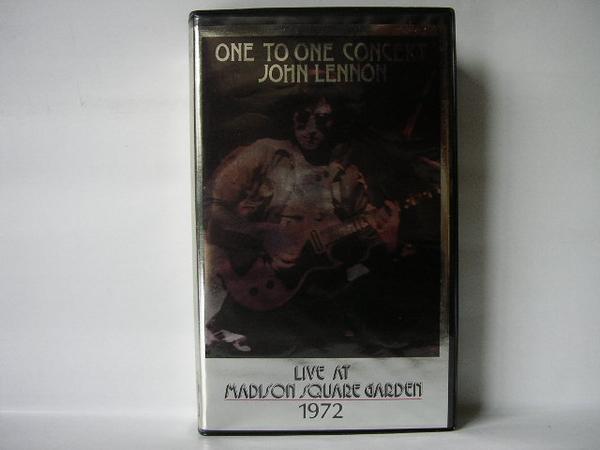 ONE TO ONE CONCERT
JOHN LENNON
LIVE AT
MADISON SQUARE GARDEN
1972